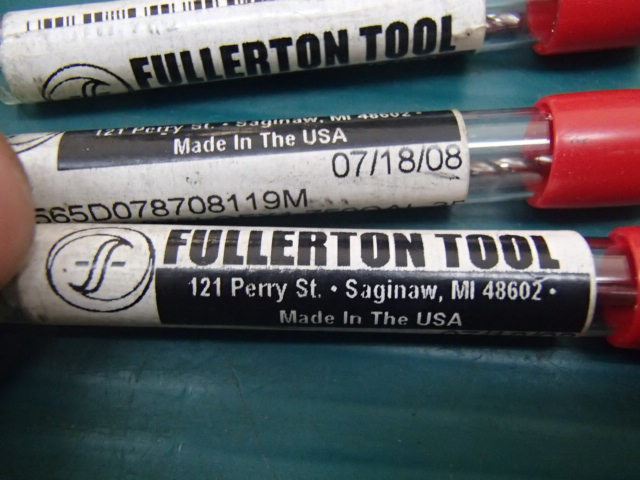 FULLERTON TOOL
121 Perry St. • Saginaw, MI 48602 •
Made In The USA
07/18/08
565D078708119M
FULLERTON TOOL
121 Perry St. • Saginaw, MI 48602 •
Made In The USA